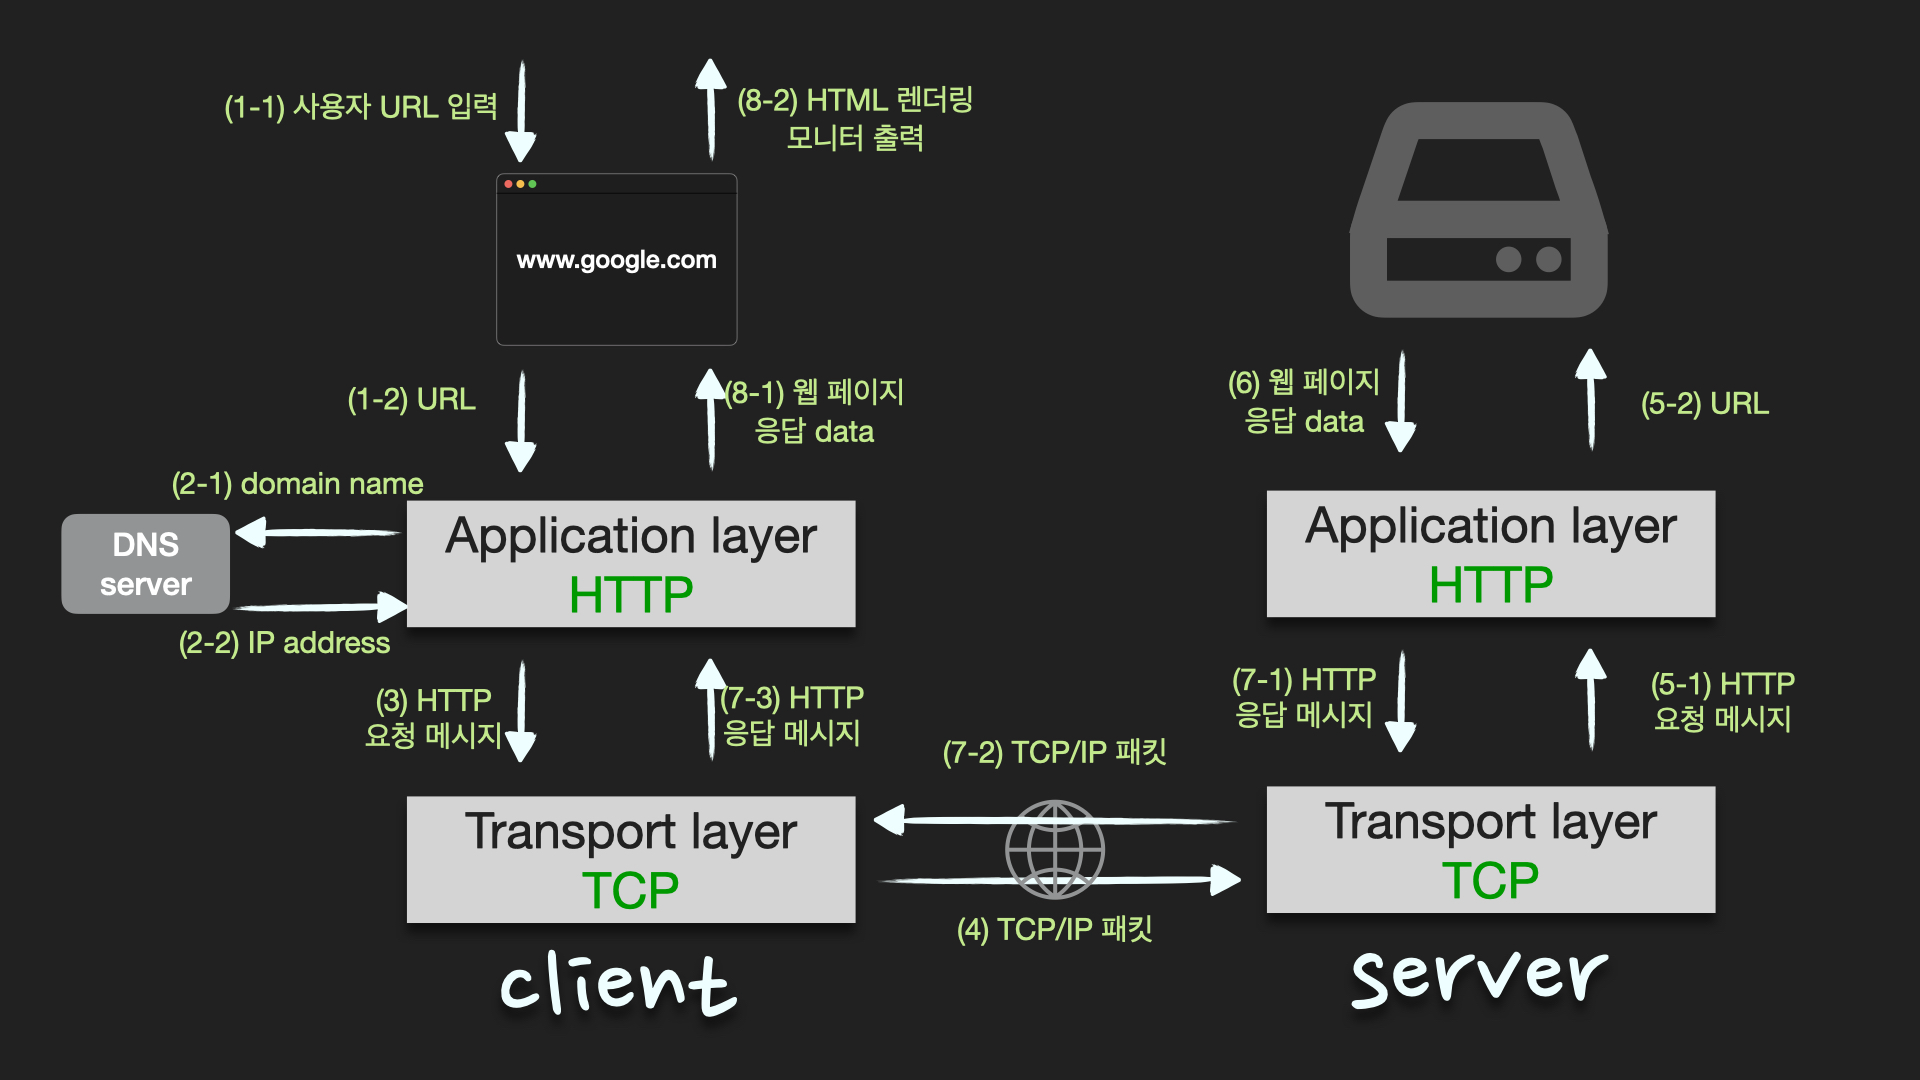 (1-1) 사용자 URL 입력
(8-2) HTML 렌더링
모니터 출력
www.google.com
(1-2) URL
(8-1) 웹 페이지
응답 data
(2-1) domain name
DNS
server
(2-2) IP address
Application layer
HTTP
(3) HTTP
요청 메시지
(7-3) HTTP
응답 메시지
Transport layer
TCP
client
(7-2) TCP/IP 패킷
(4) TCP/IP 패킷
(6) 웹 페이지
응답 data
(5-2) URL
Application layer
HTTP
(7-1) HTTP
응답 메시지
(5-1) HTTP
요청 메시지
Transport layer
TCP
server